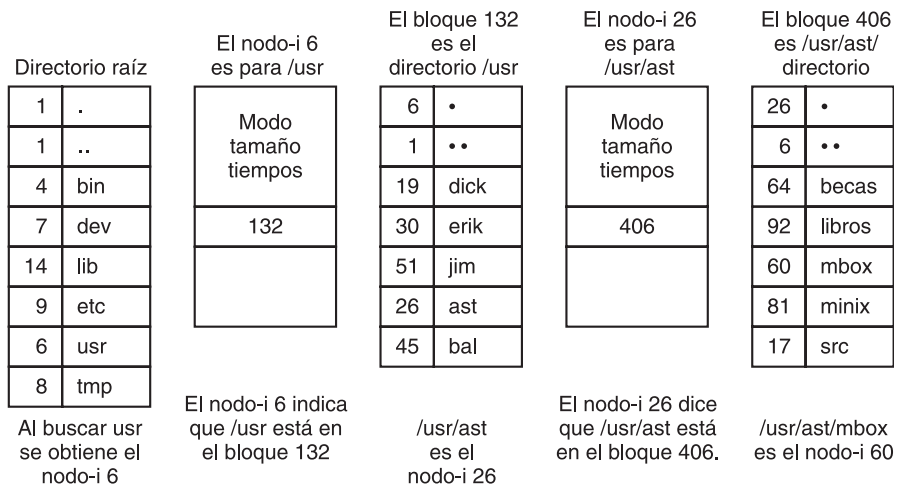 Directorio raíz
1 .
1 ..
4 bin
7 dev
14 lib
9 etc
6 usr
8 tmp
Al buscar usr
se obtiene el
nodo-i 6
El nodo-i 6
es para /usr
Modo
tamaño
tiempos
132
El nodo-i 6 indica
que /usr está en
el bloque 132
El bloque 132
es el
directorio /usr
6 •
1 ••
19 dick
30 erik
51 jim
26 ast
45 bal
/usr/ast
es el
nodo-i 26
El nodo-i 26
es para
/usr/ast
Modo
tamaño
tiempos
406
El nodo-i 26 dice
que /usr/ast está
en el bloque 406.
El bloque 406
es /usr/ast/
directorio
26 •
6 ••
64 becas
92 libros
60 mbox
81 minix
17 src
/usr/ast/mbox
es el nodo-i 60